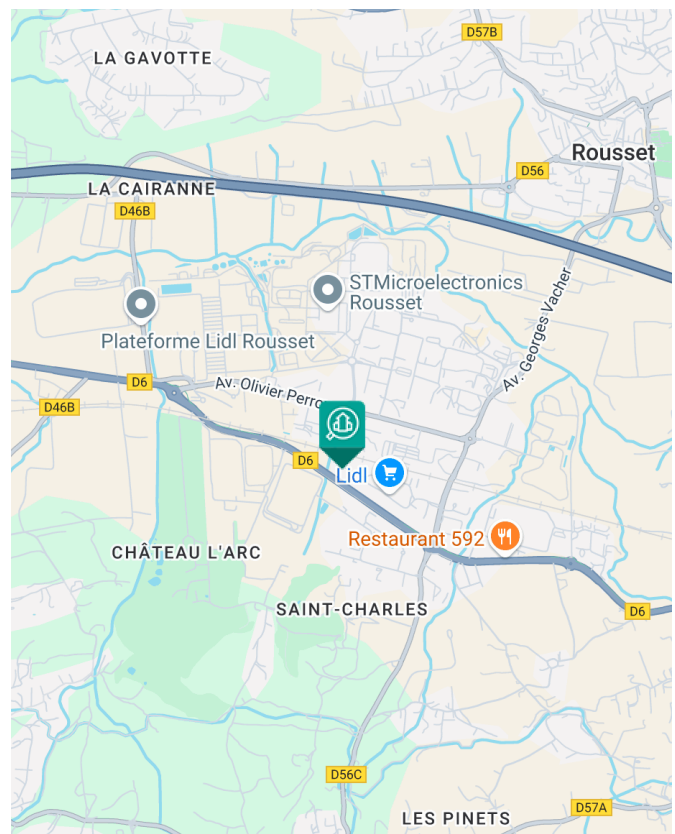 D57B
LA GAVOTTE
Rousset
D56
LA CAIRANNE
D46B
STMicroelectronics
Rousset
Plateforme Lidl Rousset
Av. Georges Vacher
D6
Av. Olivier Perro
D46B
D6
Lidl
Restaurant 592
CHÂTEAU L'ARC
SAINT-CHARLES
D6
D56C
D57A
LES PINETS